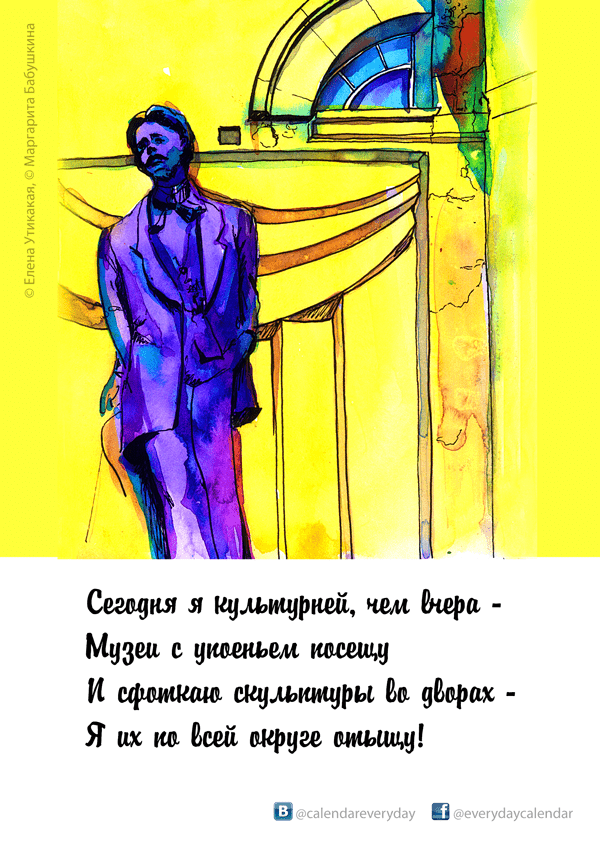 © Елена Утикакая, © Маргарита Бабушкина
Сегодня я культурней, чем вчера -
Музеи с упоеньем посещу
И сфоткаю скульптуры во дворах -
Я их по всей округе отыщу!
B @calendareveryday f @everydaycalendar